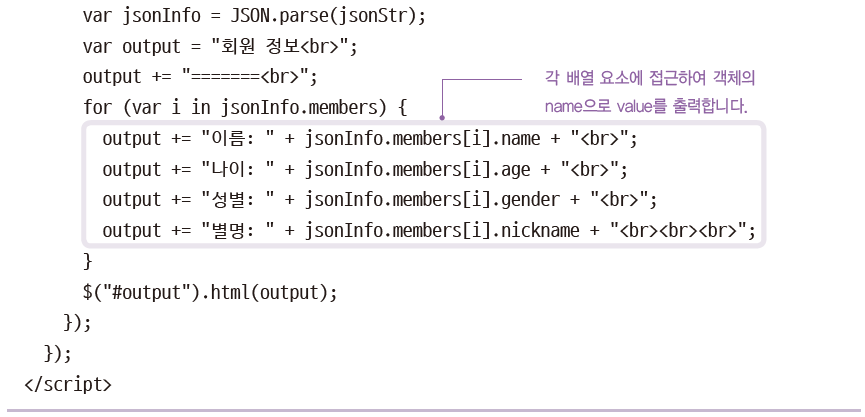 var jsonInfo = JSON.parse(jsonStr);
var output = "회원 정보<br>";
output += "=======<br>";
각 배열 요소에 접근하여 객체의
for (var i in jsonInfo.members) {
name으로 value를 출력합니다.
output += "이름: " + jsonInfo.members[i].name + "<br>";
output += "나이: " + jsonInfo.members[i].age + "<br>";
output += "성별: " + jsonInfo.members[i].gender + "<br>";
output += "별명: " + jsonInfo.members[i].nickname + "<br><br><br>";
}
$("#output").html(output);
});
});
</script>